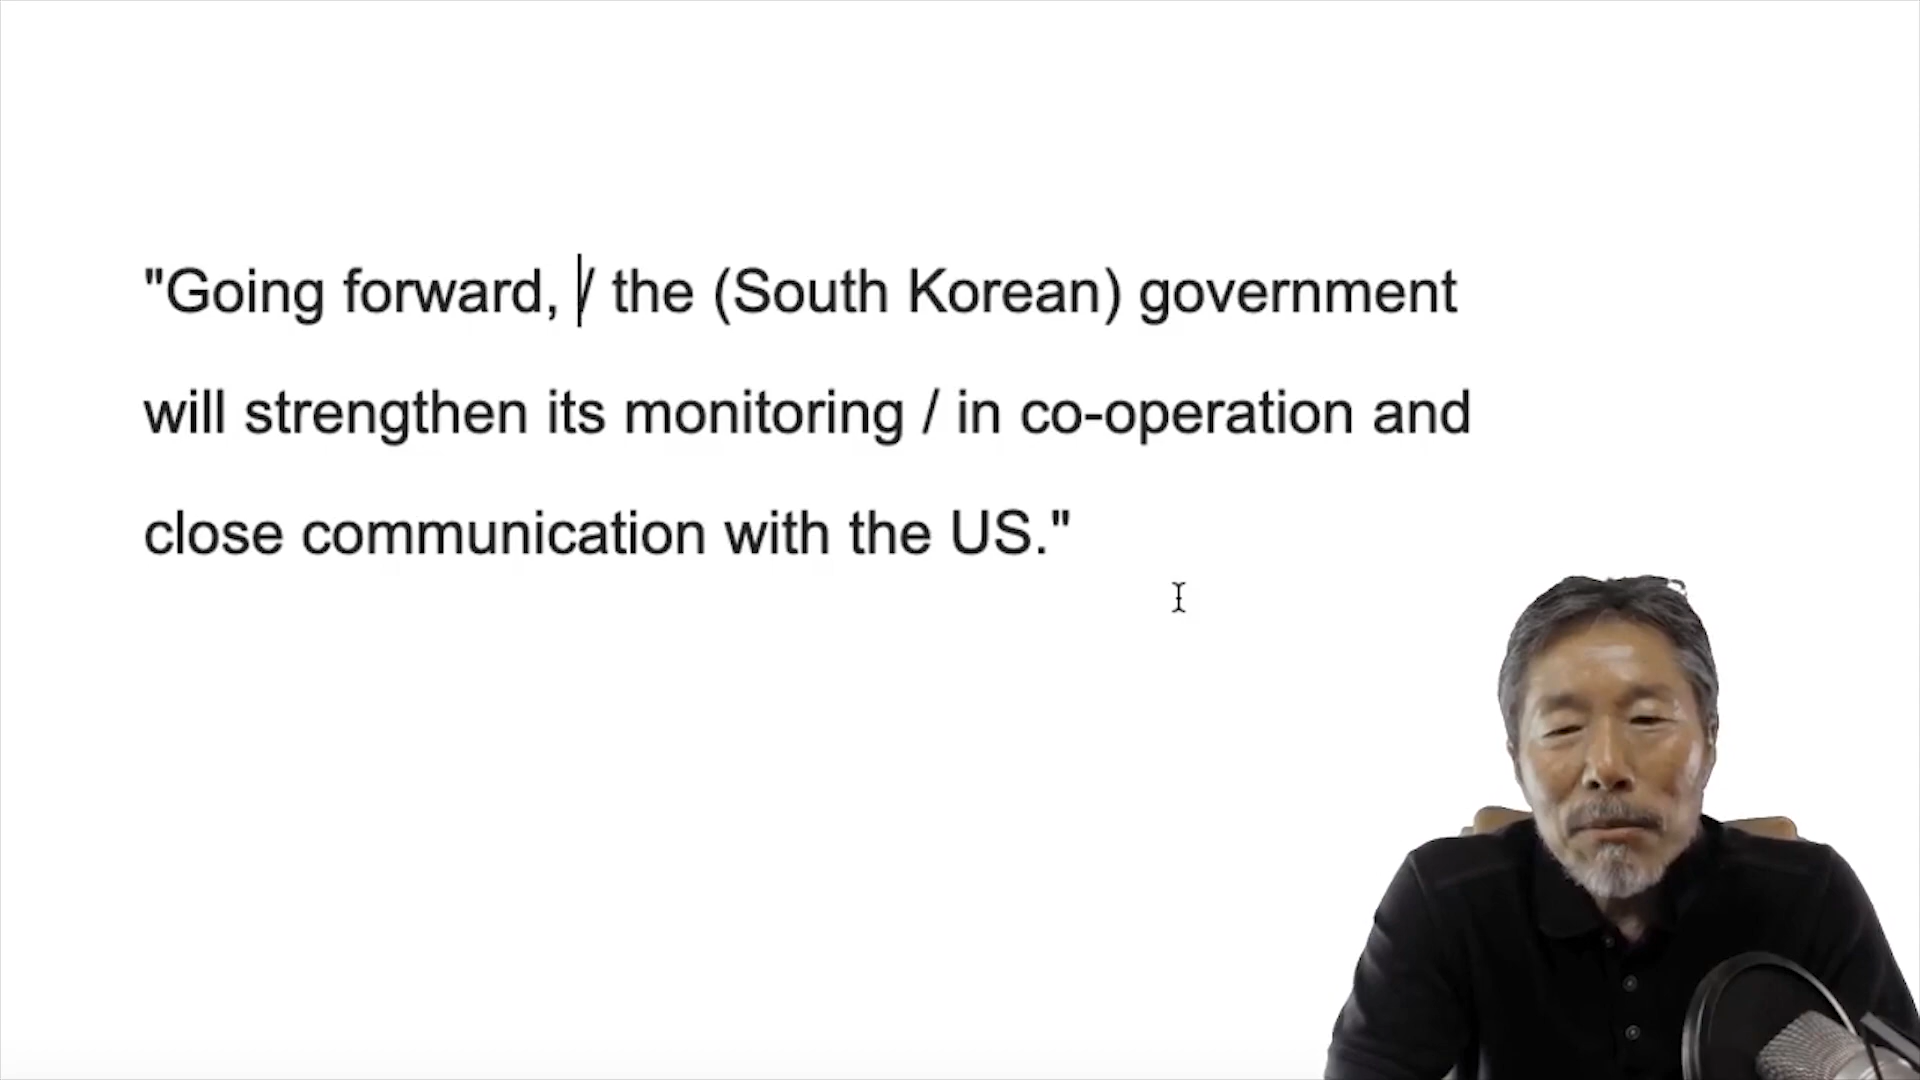 "Going forward, / the (South Korean) government
will strengthen its monitoring / in co-operation and
close communication with the US."